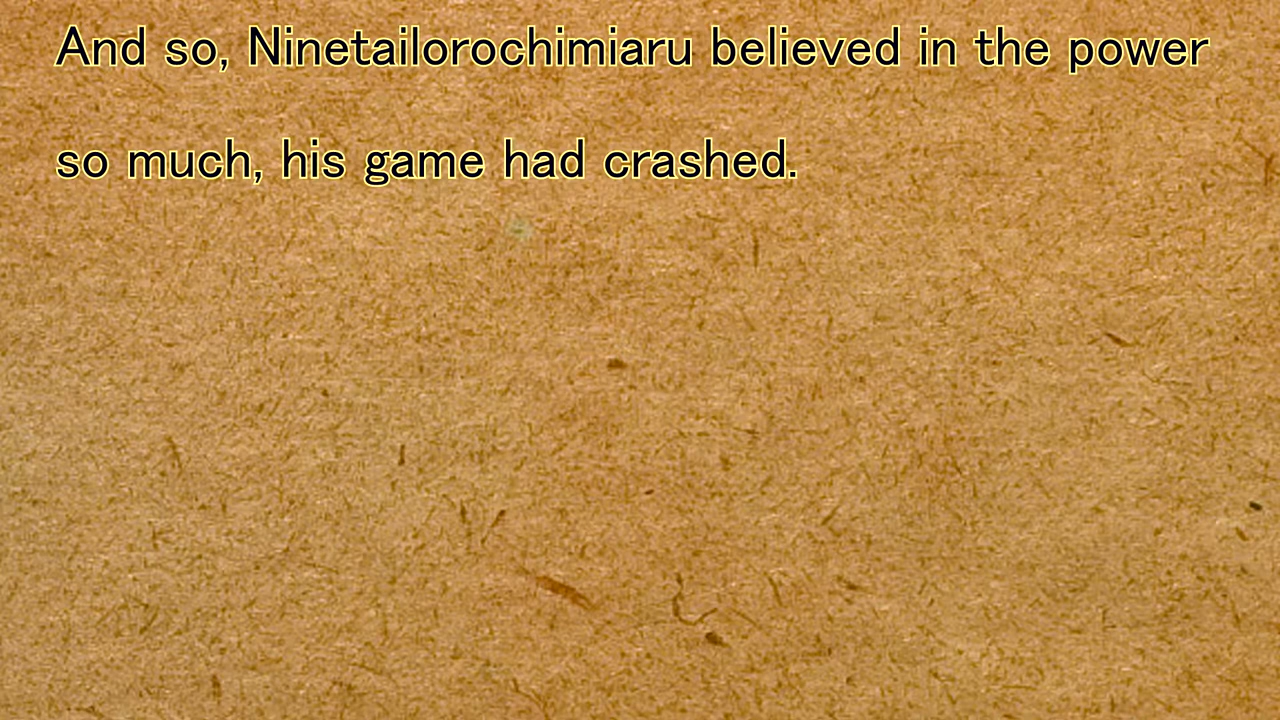 And so, Ninetailorochimiaru believed in the power
so much, his game had crashed.